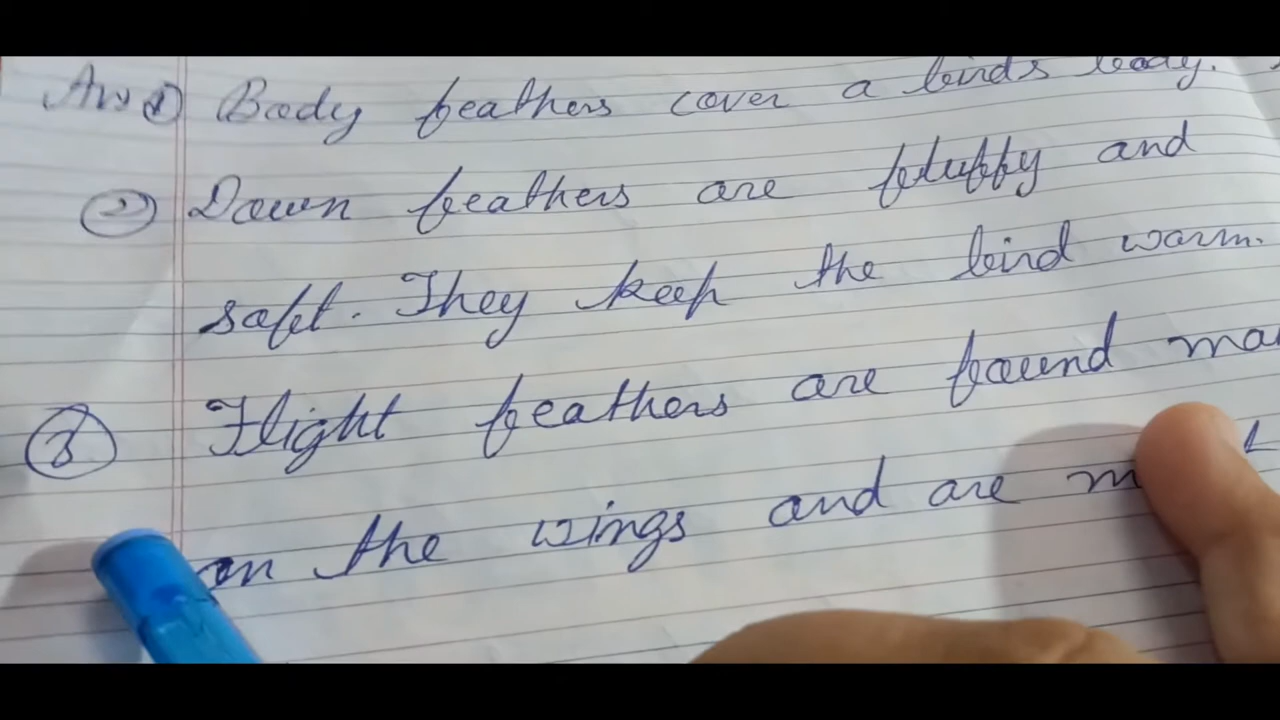 Ans 1) Body feathers cover a birds body.
2) Down feathers are fluffy and
soft. They keep the bird warm.
3) Flight feathers are found
on the wings and are